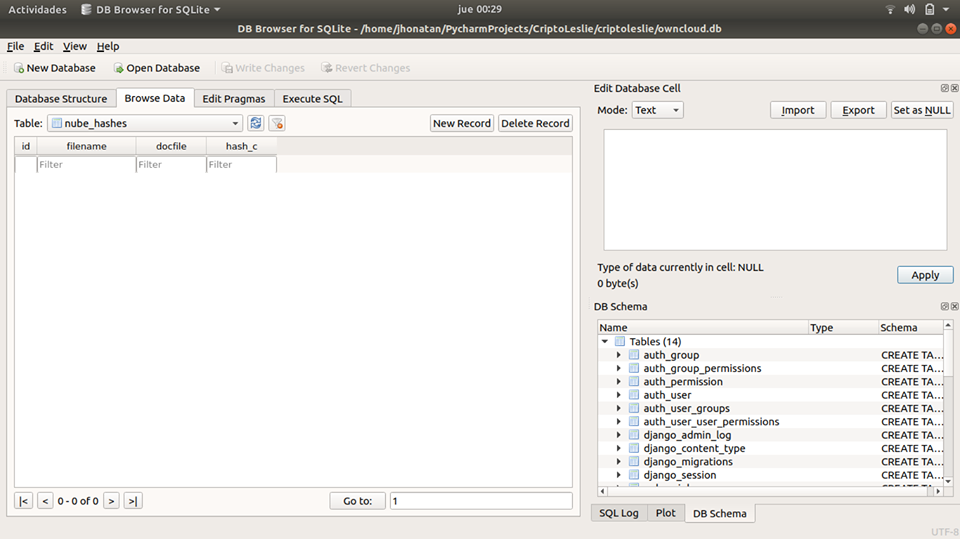 Actividades DB Browser for SQLite jue 00:29
DB Browser for SQLite - /home/jhonatan/PycharmProjects/CriptoLeslie/criptoleslie/owncloud.db
File Edit View Help
New Database Open Database Write Changes Revert Changes
Database Structure Browse Data Edit Pragmas Execute SQL
Table: nube_hashes New Record Delete Record
id filename docfile hash_c
Filter Filter Filter
|< < 0 - 0 of 0 > >| Go to: 1
Edit Database Cell
Mode: Text Import Export Set as NULL
Type of data currently in cell: NULL
0 byte(s)
Apply
DB Schema
Name Type Schema
Tables (14)
auth_group CREATE TA...
auth_group_permissions CREATE TA...
auth_permission CREATE TA...
auth_user CREATE TA...
auth_user_groups CREATE TA...
auth_user_user_permissions CREATE TA...
django_admin_log CREATE TA...
django_content_type CREATE TA...
django_migrations CREATE TA...
django_session CREATE TA...
SQL Log Plot DB Schema
UTF-8